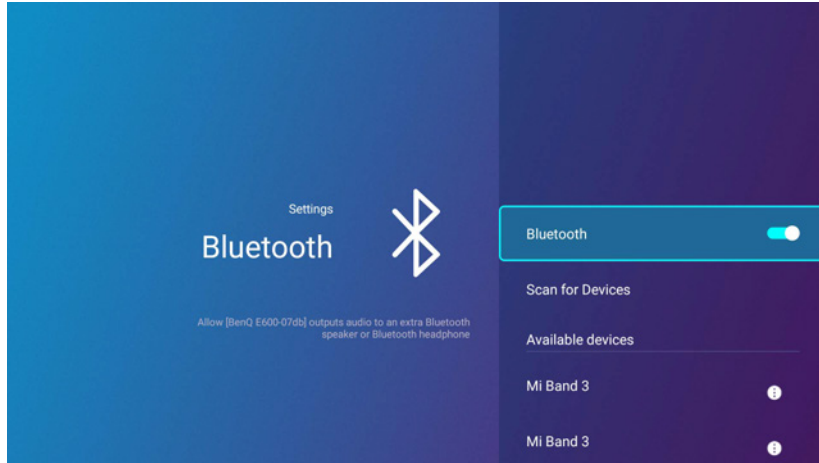 Settings
Bluetooth
Allow [BenQ E600-07db] outputs audio to an extra Bluetooth
speaker or Bluetooth headphone
Bluetooth
Scan for Devices
Available devices
Mi Band 3
Mi Band 3